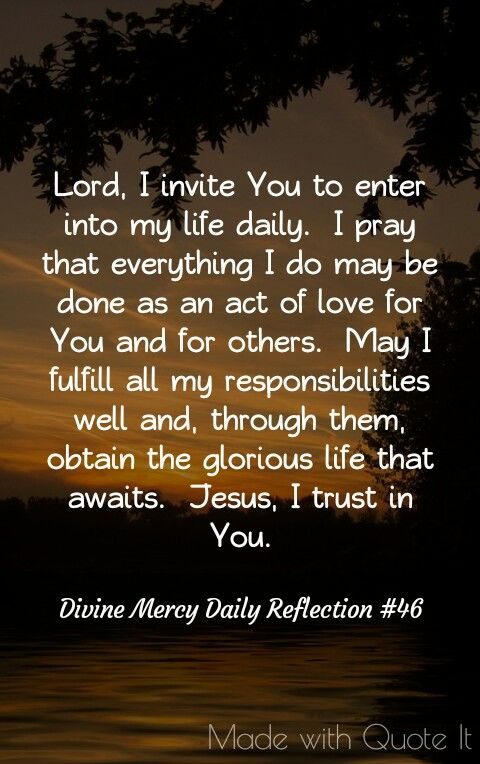 Lord, I invite You to enter
into my life daily.  I pray
that everything I do may be
done as an act of love for
You and for others.  May I
fulfill all my responsibilities
well and, through them,
obtain the glorious life that
awaits.  Jesus, I trust in
You.
Divine Mercy Daily Reflection #46
Made with Quote It